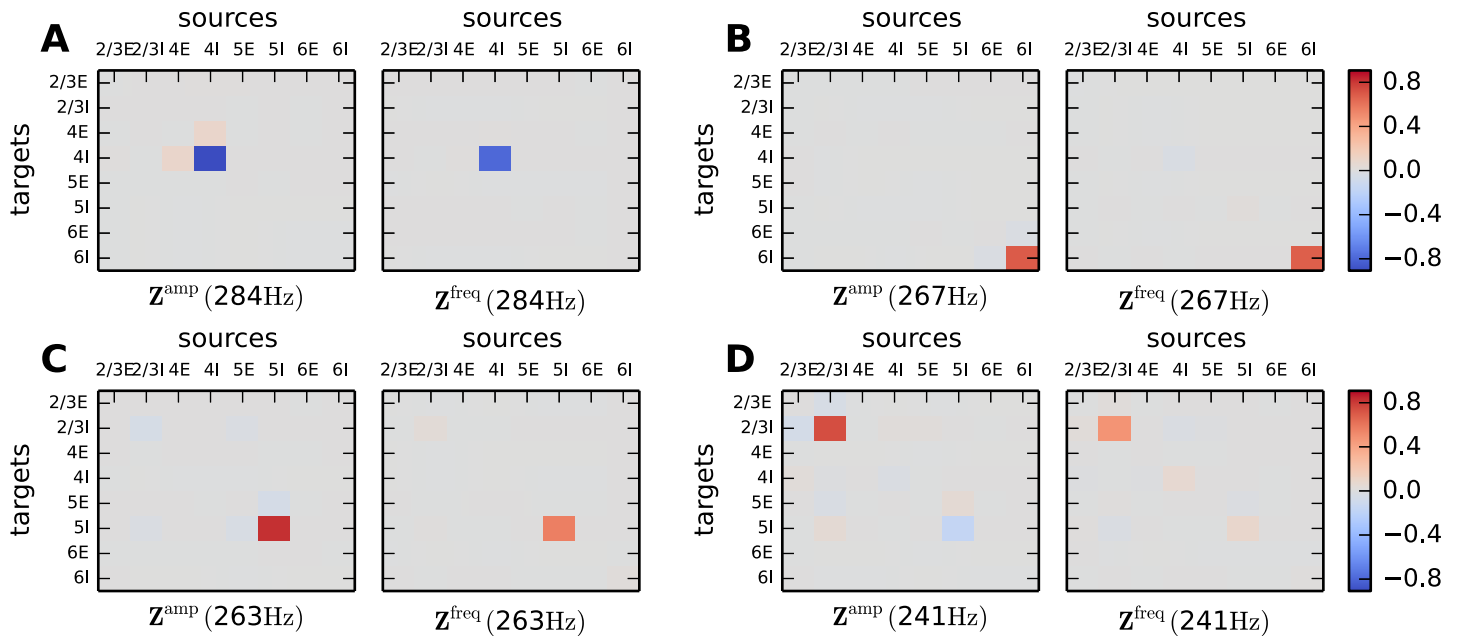 A
sources
2/3E 2/3I 4E 4I 5E 5I 6E 6I
2/3E 2/3I 4E 4I 5E 5I 6E 6I
targets
2/3E
2/3I
4E
4I
5E
5I
6E
6I
Z^amp (284Hz)
Z^freq (284Hz)
B
sources
2/3E 2/3I 4E 4I 5E 5I 6E 6I
2/3E 2/3I 4E 4I 5E 5I 6E 6I
targets
2/3E
2/3I
4E
4I
5E
5I
6E
6I
Z^amp (267Hz)
Z^freq (267Hz)
0.8
0.4
0.0
−0.4
−0.8
C
sources
2/3E 2/3I 4E 4I 5E 5I 6E 6I
2/3E 2/3I 4E 4I 5E 5I 6E 6I
targets
2/3E
2/3I
4E
4I
5E
5I
6E
6I
Z^amp (263Hz)
Z^freq (263Hz)
D
sources
2/3E 2/3I 4E 4I 5E 5I 6E 6I
2/3E 2/3I 4E 4I 5E 5I 6E 6I
targets
2/3E
2/3I
4E
4I
5E
5I
6E
6I
Z^amp (241Hz)
Z^freq (241Hz)
0.8
0.4
0.0
−0.4
−0.8